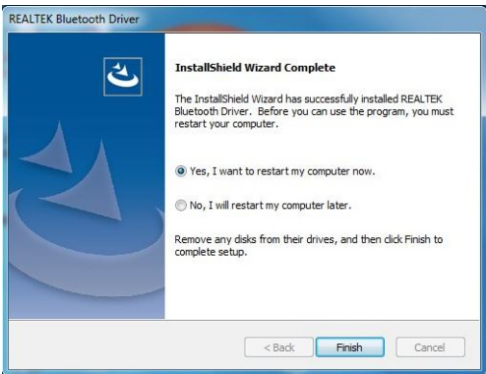 REALTEK Bluetooth Driver
InstallShield Wizard Complete
The InstallShield Wizard has successfully installed REALTEK
Bluetooth Driver. Before you can use the program, you must
restart your computer.
Yes, I want to restart my computer now.
No, I will restart my computer later.
Remove any disks from their drives, and then click Finish to
complete setup.
< Back
Finish
Cancel